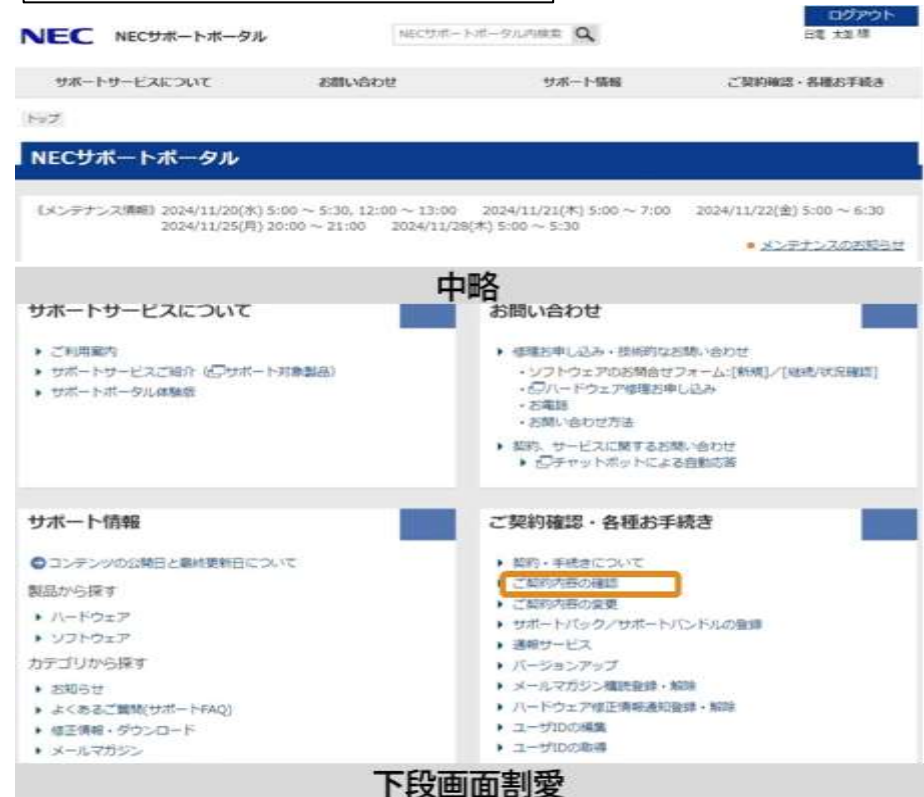 ログアウト
NEC NECサポートポータル
NECサポートポータル内検索
日電 太郎 様
サポートサービスについて お問い合わせ サポート情報 ご契約確認・各種お手続き
トップ
NECサポートポータル
《メンテナンス情報》 2024/11/20(水) 5:00 ～ 5:30, 12:00 ～ 13:00 2024/11/21(木) 5:00 ～ 7:00 2024/11/22(金) 5:00 ～ 6:30
2024/11/25(月) 20:00 ～ 21:00 2024/11/28(木) 5:00 ～ 5:30
メンテナンスのお知らせ
中略
サポートサービスについて
ご利用案内
サポートサービスご紹介 (サポート対象製品)
サポートポータル体験版
お問い合わせ
修理お申し込み・技術的なお問い合わせ
・ソフトウェアのお問合せフォーム:[新規]／[継続/状況確認]
・ハードウェア修理お申し込み
・お電話
・お問い合わせ方法
契約、サービスに関するお問い合わせ
チャットボットによる自動応答
サポート情報
コンテンツの公開日と最終更新日について
製品から探す
ハードウェア
ソフトウェア
カテゴリから探す
お知らせ
よくあるご質問(サポートFAQ)
修正情報・ダウンロード
メールマガジン
ご契約確認・各種お手続き
契約・手続きについて
ご契約内容の確認
ご契約内容の変更
サポートパック／サポートバンドルの登録
通報サービス
バージョンアップ
メールマガジン購読登録・解除
ハードウェア修正情報通知登録・解除
ユーザIDの編集
ユーザIDの取得
下段画面割愛